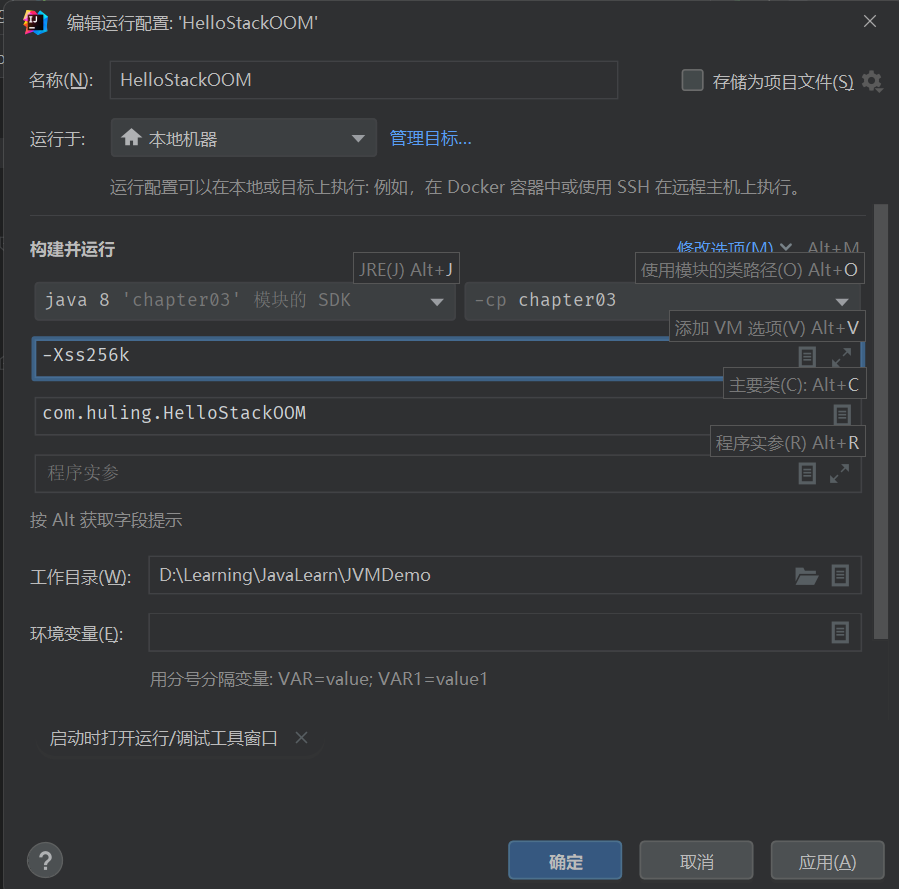 编辑运行配置: 'HelloStackOOM'
名称(N): HelloStackOOM 存储为项目文件(S)
运行于: 本地机器 管理目标...
运行配置可以在本地或目标上执行: 例如，在 Docker 容器中或使用 SSH 在远程主机上执行。
构建并运行 修改选项(M) Alt+M
JRE(J) Alt+J 使用模块的类路径(O) Alt+O
java 8 'chapter03' 模块的 SDK -cp chapter03
添加 VM 选项(V) Alt+V
-Xss256k
主要类(C): Alt+C
com.huling.HelloStackOOM
程序实参(R) Alt+R
程序实参
按 Alt 获取字段提示
工作目录(W): D:\Learning\JavaLearn\JVMDemo
环境变量(E):
用分号分隔变量: VAR=value; VAR1=value1
启动时打开运行/调试工具窗口
? 确定 取消 应用(A)